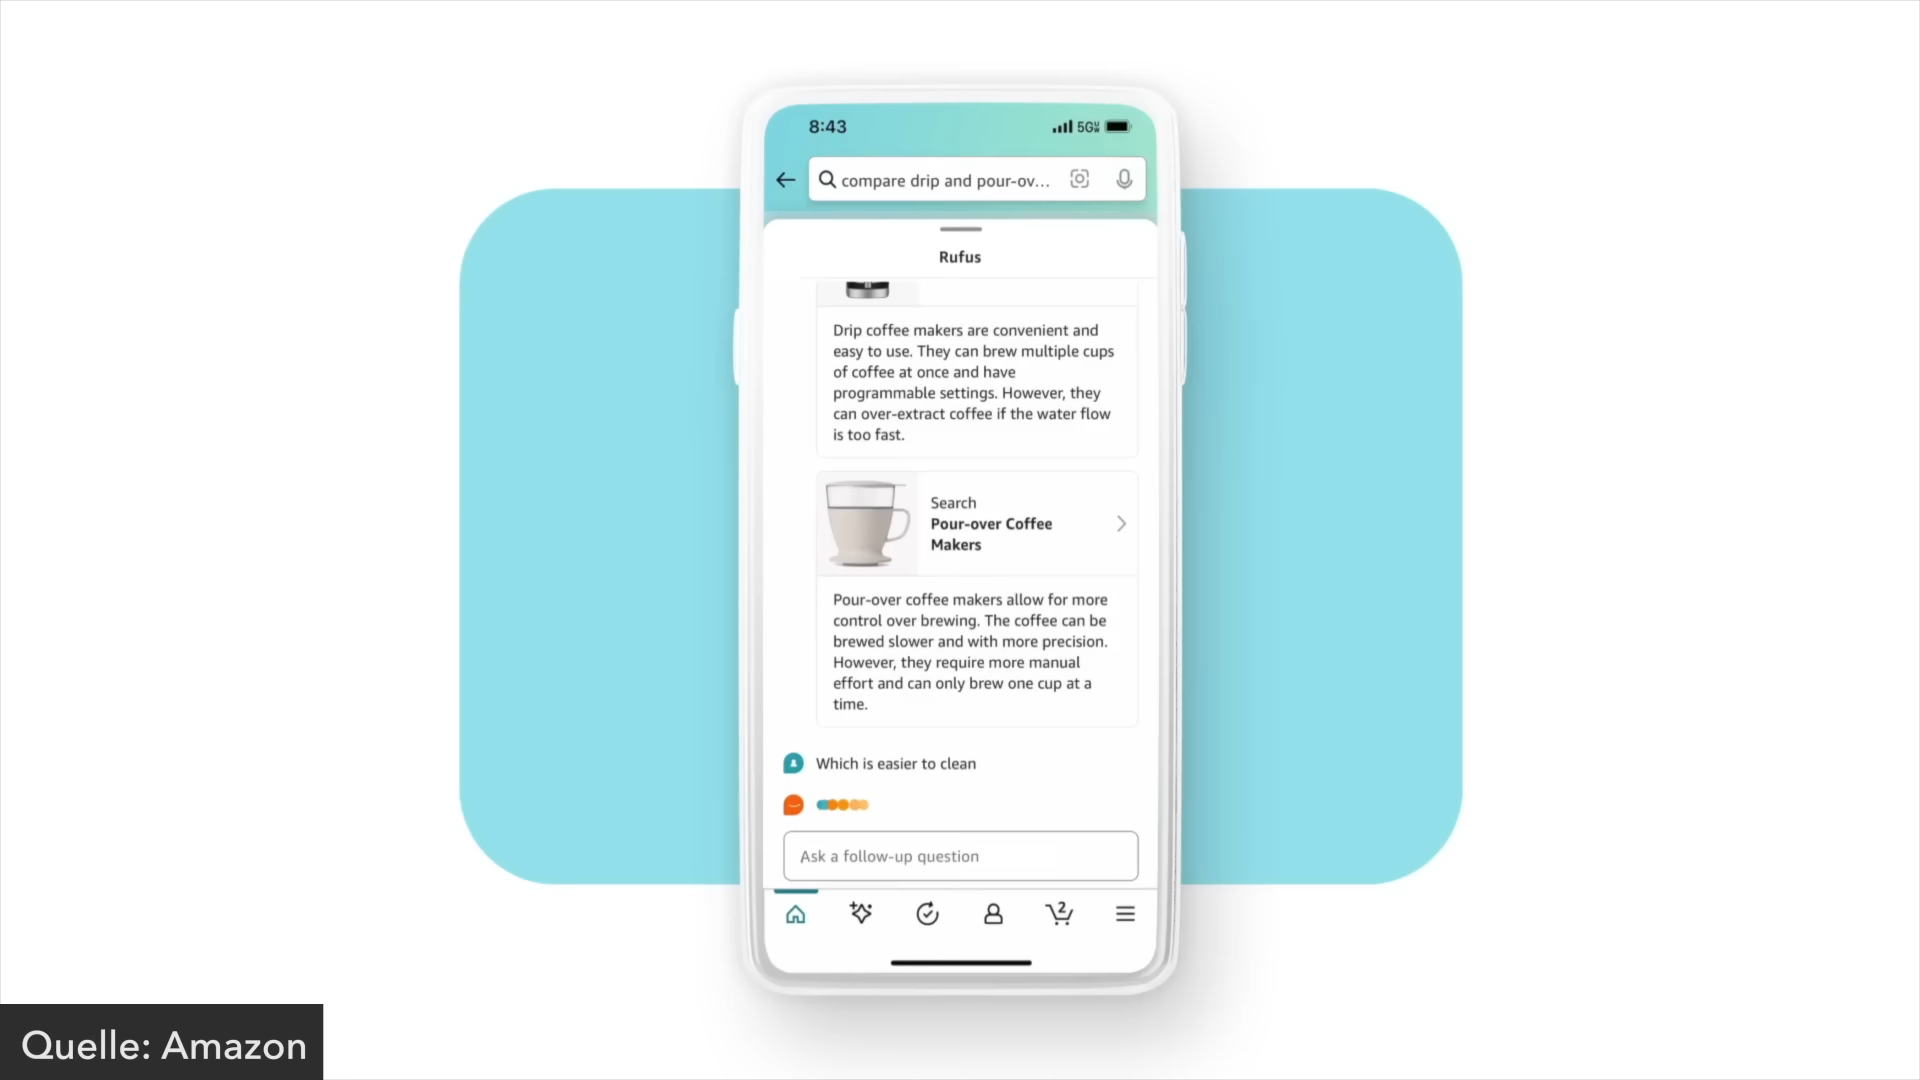 8:43
5G
compare drip and pour-ov...
Rufus
Drip coffee makers are convenient and
easy to use. They can brew multiple cups
of coffee at once and have
programmable settings. However, they
can over-extract coffee if the water flow
is too fast.
Search
Pour-over Coffee
Makers
Pour-over coffee makers allow for more
control over brewing. The coffee can be
brewed slower and with more precision.
However, they require more manual
effort and can only brew one cup at a
time.
Which is easier to clean
Ask a follow-up question
2
Quelle: Amazon